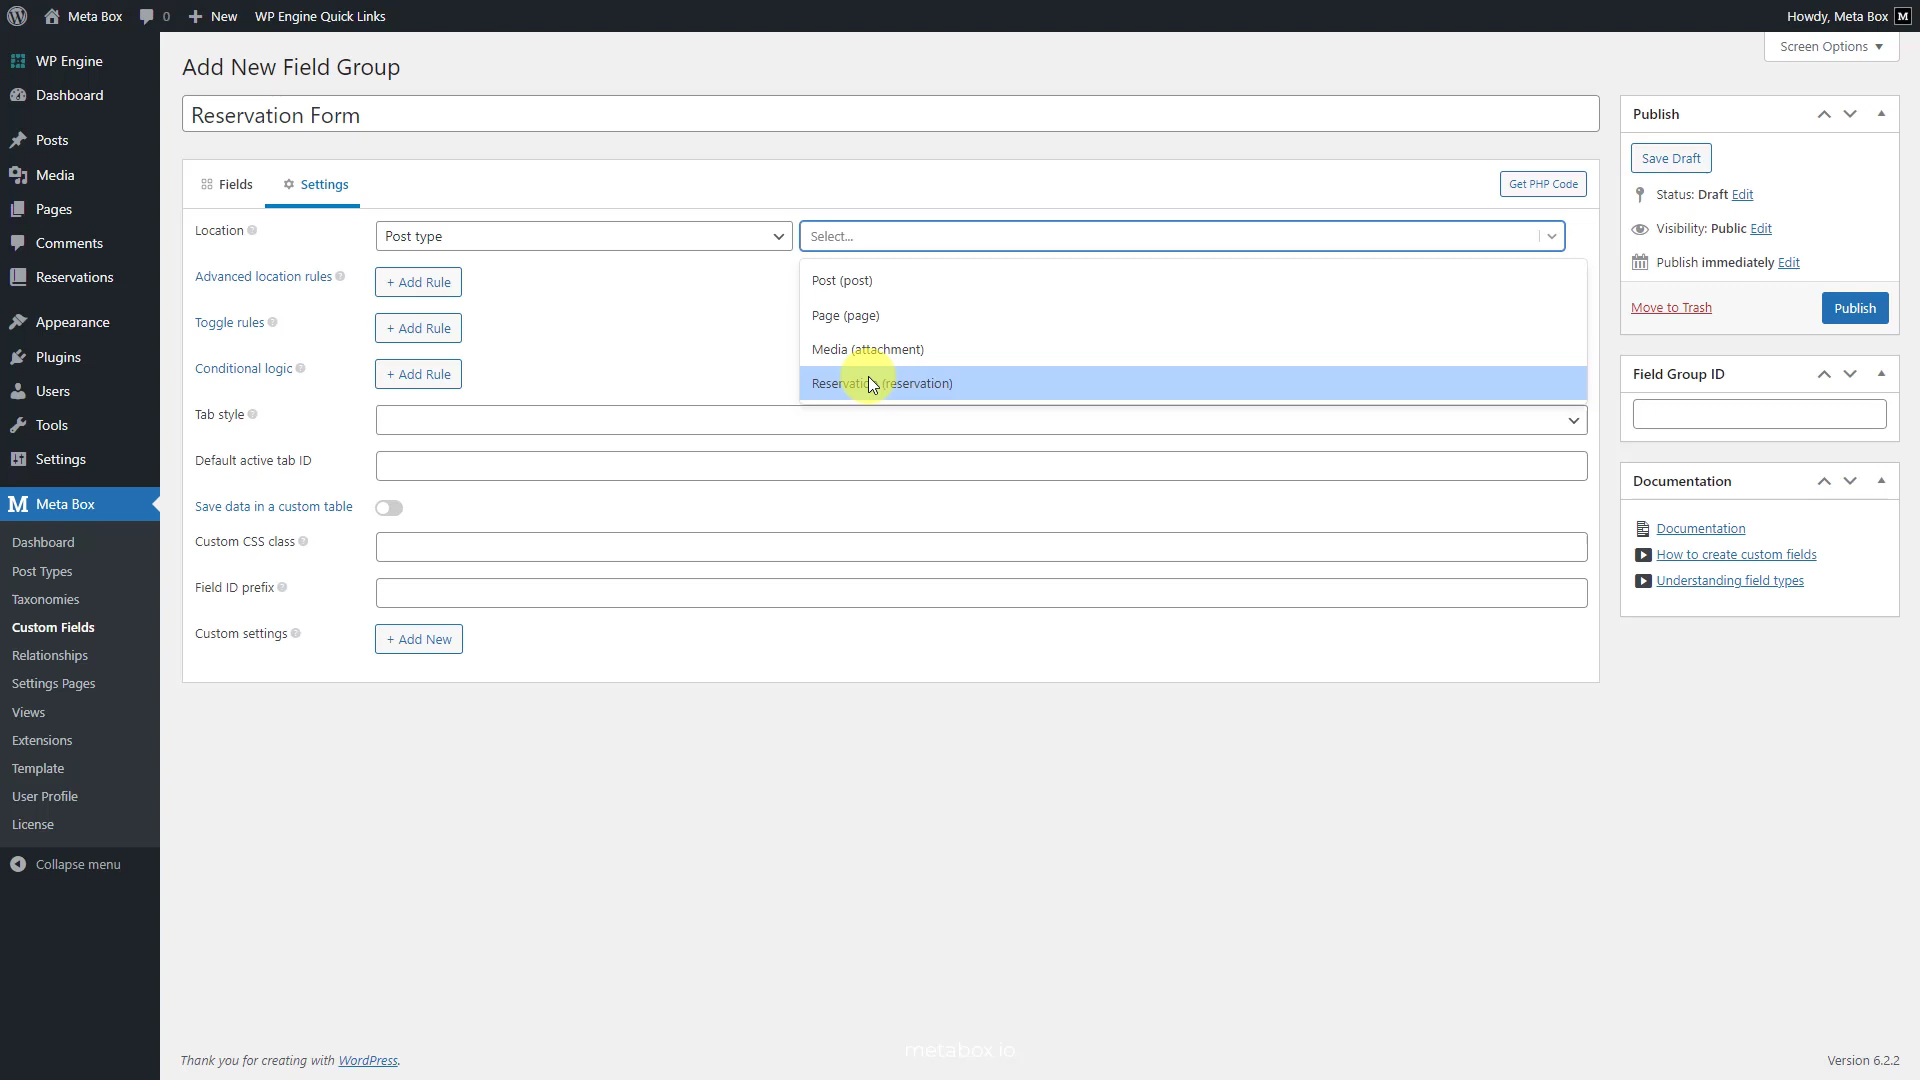 Meta Box
0
New
WP Engine Quick Links
Howdy, Meta Box
M
Screen Options
WP Engine
Dashboard
Posts
Media
Pages
Comments
Reservations
Appearance
Plugins
Users
Tools
Settings
M Meta Box
Dashboard
Post Types
Taxonomies
Custom Fields
Relationships
Settings Pages
Views
Extensions
Template
User Profile
License
Collapse menu
Add New Field Group
Reservation Form
Fields
Settings
Get PHP Code
Location
Post type
Select...
Post (post)
Page (page)
Media (attachment)
Reservation (reservation)
Advanced location rules
+ Add Rule
Toggle rules
+ Add Rule
Conditional logic
+ Add Rule
Tab style
Default active tab ID
Save data in a custom table
Custom CSS class
Field ID prefix
Custom settings
+ Add New
Publish
Save Draft
Status: Draft Edit
Visibility: Public Edit
Publish immediately Edit
Move to Trash
Publish
Field Group ID
Documentation
Documentation
How to create custom fields
Understanding field types
Thank you for creating with WordPress.
metabox.io
Version 6.2.2